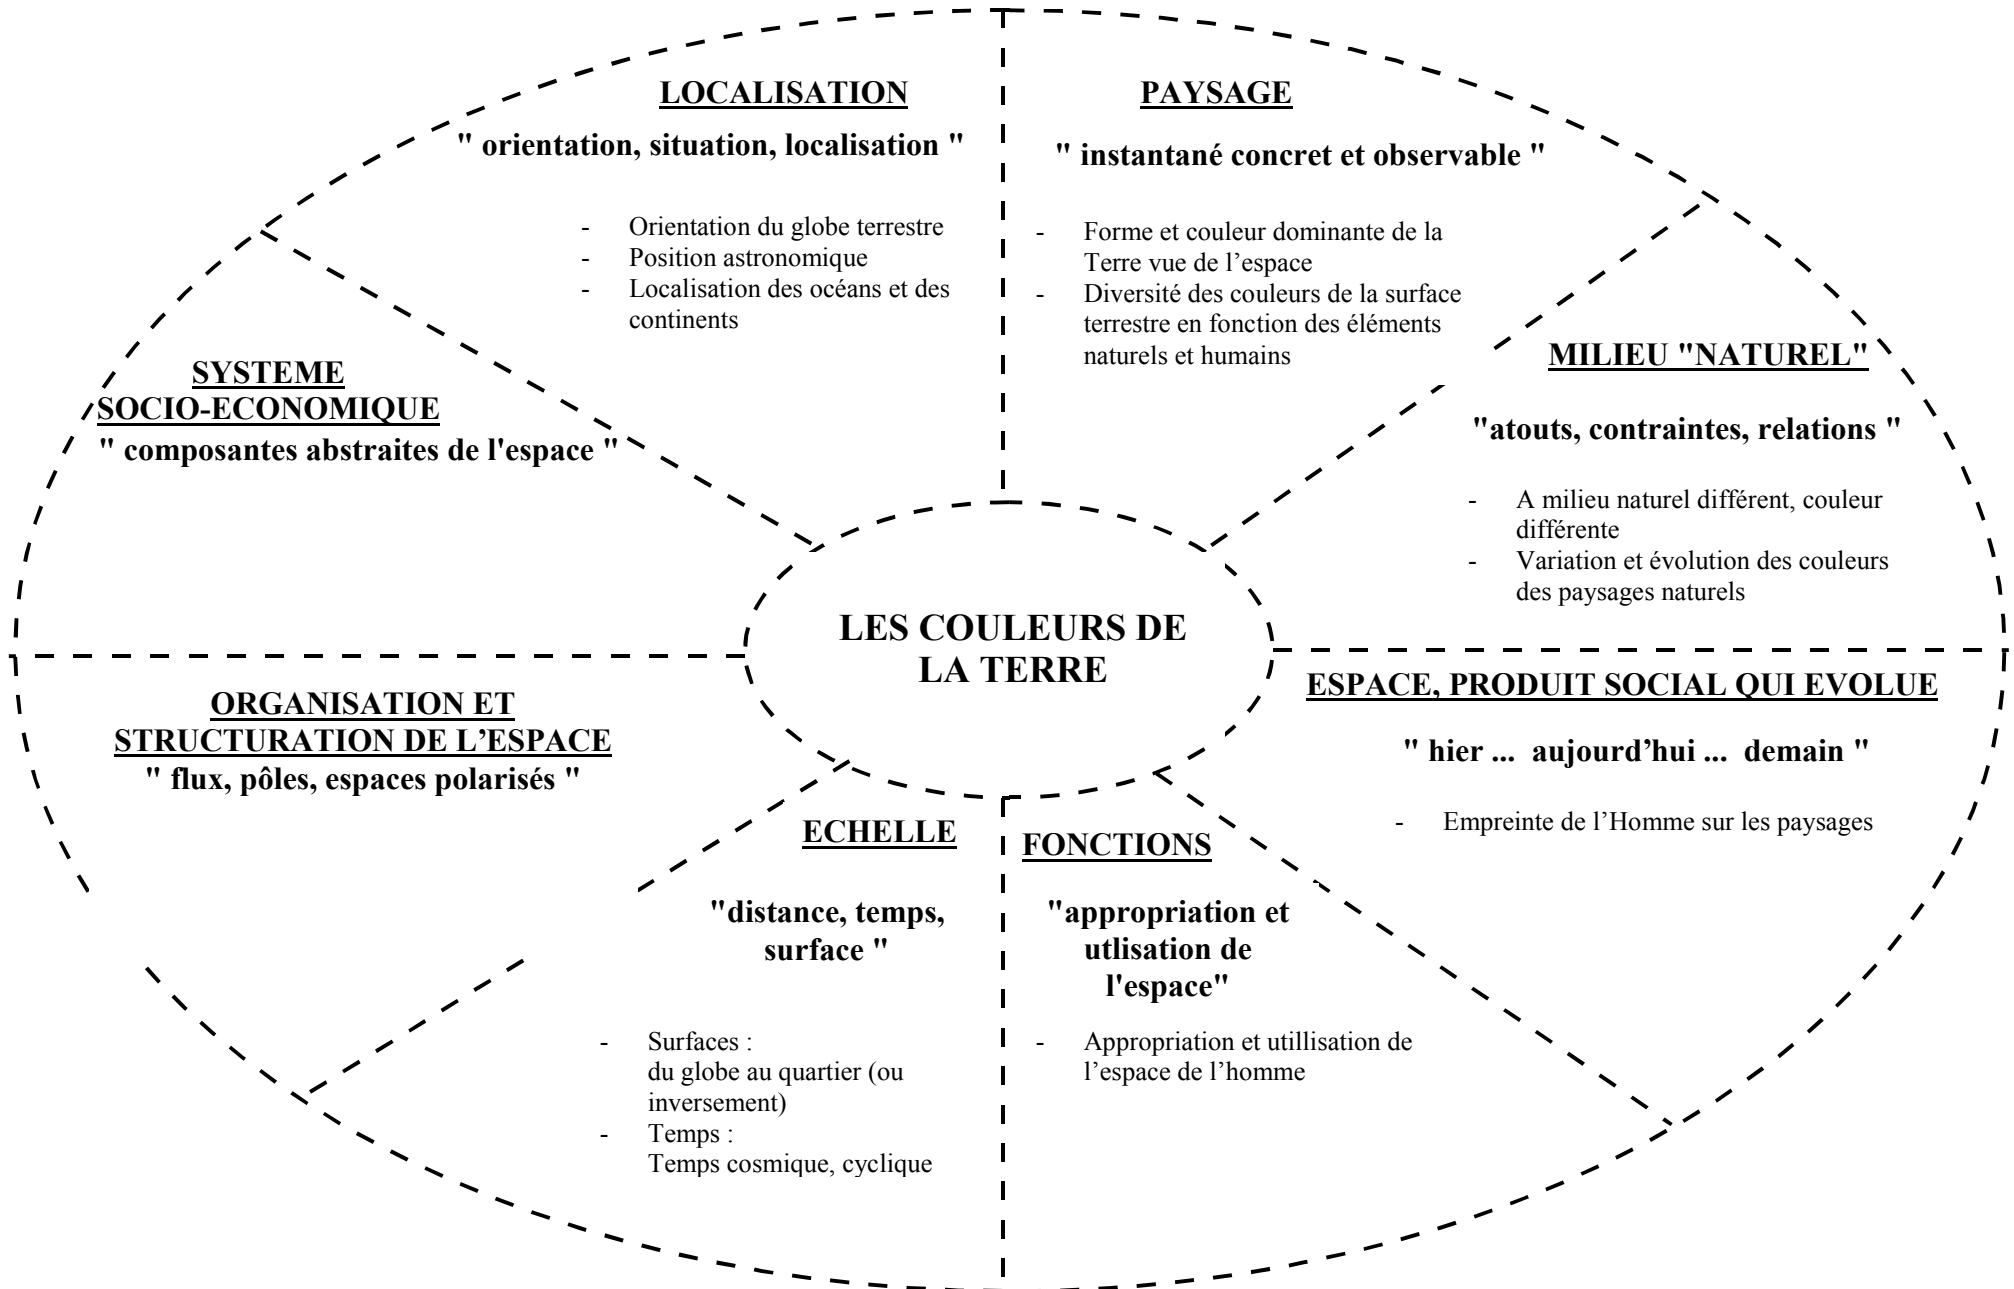 LOCALISATION
" orientation, situation, localisation "
- Orientation du globe terrestre
- Position astronomique
- Localisation des océans et des
continents
PAYSAGE
" instantané concret et observable "
- Forme et couleur dominante de la
Terre vue de l’espace
- Diversité des couleurs de la surface
terrestre en fonction des éléments
naturels et humains
MILIEU "NATUREL"
"atouts, contraintes, relations "
- A milieu naturel différent, couleur
différente
- Variation et évolution des couleurs
des paysages naturels
SYSTEME
SOCIO-ECONOMIQUE
" composantes abstraites de l'espace "
LES COULEURS DE
LA TERRE
ORGANISATION ET
STRUCTURATION DE L’ESPACE
" flux, pôles, espaces polarisés "
ESPACE, PRODUIT SOCIAL QUI EVOLUE
" hier ... aujourd’hui ... demain "
- Empreinte de l’Homme sur les paysages
ECHELLE
"distance, temps,
surface "
- Surfaces :
du globe au quartier (ou
inversement)
- Temps :
Temps cosmique, cyclique
FONCTIONS
"appropriation et
utlisation de
l'espace"
- Appropriation et utillisation de
l’espace de l’homme